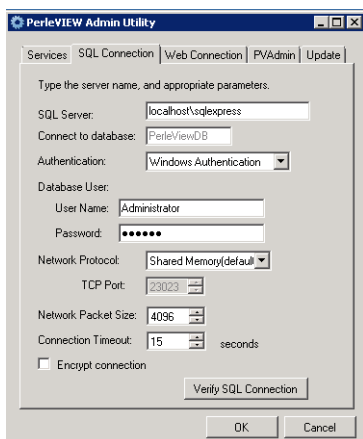 PerleVIEW Admin Utility
Services SQL Connection Web Connection PVAdmin Update
Type the server name, and appropriate parameters.
SQL Server: localhost\sqlexpress
Connect to database: PerleViewDB
Authentication: Windows Authentication
Database User:
User Name: Administrator
Password: ●●●●●●
Network Protocol: Shared Memory(defaul
TCP Port: 23023
Network Packet Size: 4096
Connection Timeout: 15 seconds
Encrypt connection
Verify SQL Connection
OK Cancel